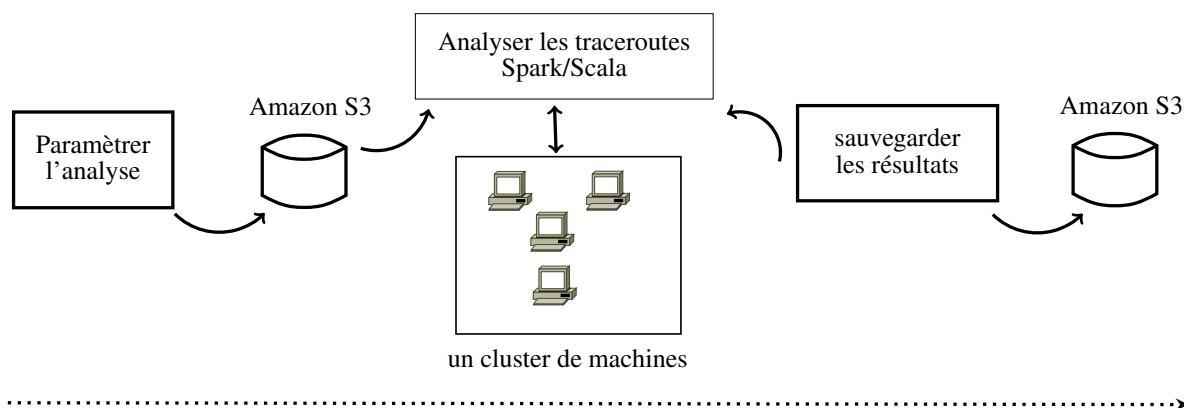 Analyser les traceroutes
Spark/Scala
Amazon S3
Amazon S3
Paramètrer
l'analyse
sauvegarder
les résultats
un cluster de machines